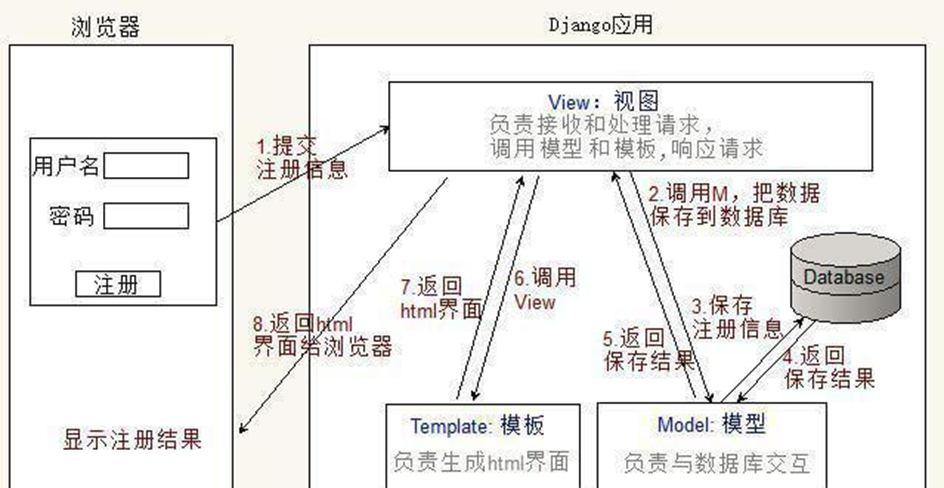 浏览器
Django应用
View：视图
负责接收和处理请求，
调用模型和模板,响应请求
用户名
密码
注册
1.提交
注册信息
2.调用M，把数据
保存到数据库
Database
3.保存
注册信息
4.返回
保存结果
5.返回
保存结果
6.调用
View
7.返回
html界面
8.返回html
界面给浏览器
显示注册结果
Template: 模板
负责生成html界面
Model: 模型
负责与数据库交互